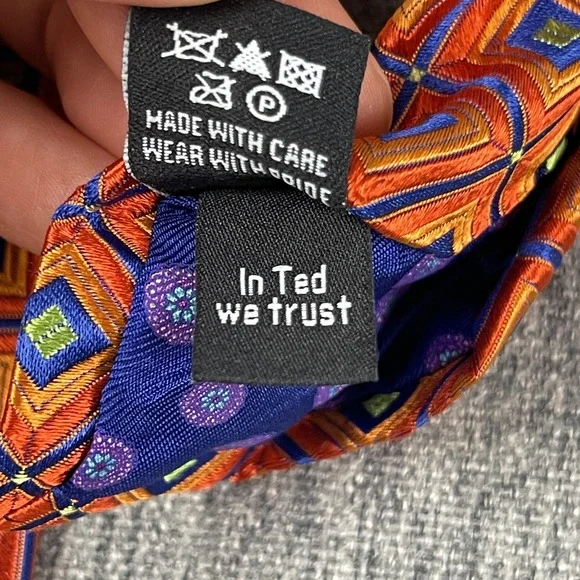 P
MADE WITH CARE
WEAR WITH PRIDE
In Ted
we trust